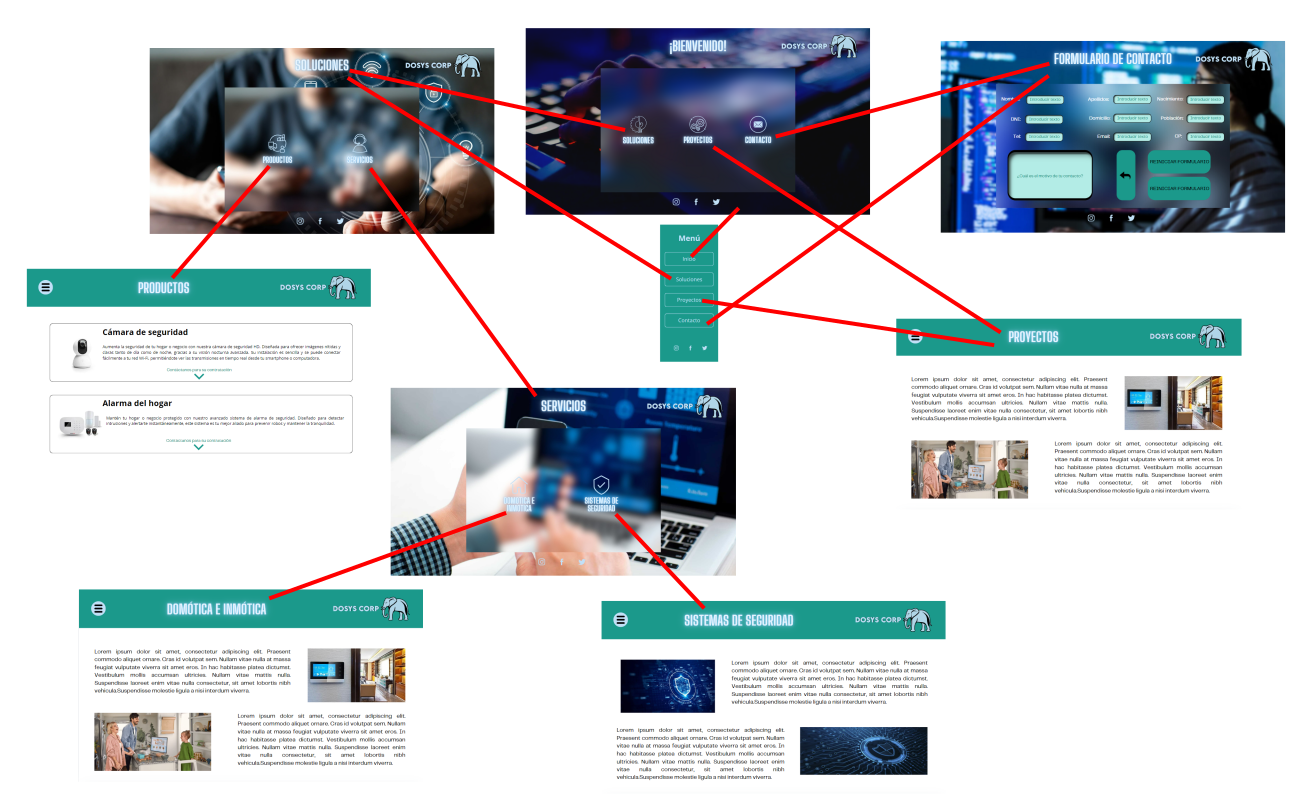 ¡BIENVENIDO!
DOSYS CORP
SOLUCIONES
PROYECTOS
CONTACTO
SOLUCIONES
DOSYS CORP
PRODUCTOS
SERVICIOS
FORMULARIO DE CONTACTO
DOSYS CORP
Nombre: Introducir texto Apellidos: Introducir texto Nacimiento: Introducir texto
DNI: Introducir texto Domicilio: Introducir texto Población: Introducir texto
Tel: Introducir texto Email: Introducir texto CP: Introducir texto
¿Cuál es el motivo de tu contacto?
REINICIAR FORMULARIO
REINICIAR FORMULARIO
Menú
Inicio
Soluciones
Proyectos
Contacto
PRODUCTOS
DOSYS CORP
Cámara de seguridad
Aumenta la seguridad de tu hogar o negocio con nuestra cámara de seguridad HD. Diseñada para ofrecer imágenes nítidas y
claras tanto de día como de noche, gracias a su visión nocturna avanzada. Su instalación es sencilla y se puede conectar
fácilmente a tu red Wi-Fi, permitiéndote ver las transmisiones en tiempo real desde tu smartphone o computadora.
Contáctanos para su contratación
Alarma del hogar
Mantén tu hogar o negocio protegido con nuestro avanzado sistema de alarma de seguridad. Diseñado para detectar
intrusiones y alertarte instantáneamente, este sistema es tu mejor aliado para prevenir robos y mantener la tranquilidad.
Contáctanos para su contratación
PROYECTOS
DOSYS CORP
Lorem ipsum dolor sit amet, consectetur adipiscing elit. Praesent
commodo aliquet ornare. Cras id volutpat sem. Nullam vitae nulla at massa
feugiat vulputate viverra sit amet eros. In hac habitasse platea dictumst.
Vestibulum mollis accumsan ultricies. Nullam vitae mattis nulla.
Suspendisse laoreet enim vitae nulla consectetur, sit amet lobortis nibh
vehicula.Suspendisse molestie ligula a nisi interdum viverra.
Lorem ipsum dolor sit amet, consectetur adipiscing elit.
Praesent commodo aliquet ornare. Cras id volutpat sem. Nullam
vitae nulla at massa feugiat vulputate viverra sit amet eros. In
hac habitasse platea dictumst. Vestibulum mollis accumsan
ultricies. Nullam vitae mattis nulla. Suspendisse laoreet enim
vitae nulla consectetur, sit amet lobortis nibh
vehicula.Suspendisse molestie ligula a nisi interdum viverra.
SERVICIOS
DOSYS CORP
DOMÓTICA E
INMÓTICA
SISTEMAS DE
SEGURIDAD
DOMÓTICA E INMÓTICA
DOSYS CORP
Lorem ipsum dolor sit amet, consectetur adipiscing elit. Praesent
commodo aliquet ornare. Cras id volutpat sem. Nullam vitae nulla at massa
feugiat vulputate viverra sit amet eros. In hac habitasse platea dictumst.
Vestibulum mollis accumsan ultricies. Nullam vitae mattis nulla.
Suspendisse laoreet enim vitae nulla consectetur, sit amet lobortis nibh
vehicula.Suspendisse molestie ligula a nisi interdum viverra.
Lorem ipsum dolor sit amet, consectetur adipiscing elit.
Praesent commodo aliquet ornare. Cras id volutpat sem. Nullam
vitae nulla at massa feugiat vulputate viverra sit amet eros. In
hac habitasse platea dictumst. Vestibulum mollis accumsan
ultricies. Nullam vitae mattis nulla. Suspendisse laoreet enim
vitae nulla consectetur, sit amet lobortis nibh
vehicula.Suspendisse molestie ligula a nisi interdum viverra.
SISTEMAS DE SEGURIDAD
DOSYS CORP
Lorem ipsum dolor sit amet, consectetur adipiscing elit.
Praesent commodo aliquet ornare. Cras id volutpat sem. Nullam
vitae nulla at massa feugiat vulputate viverra sit amet eros. In
hac habitasse platea dictumst. Vestibulum mollis accumsan
ultricies. Nullam vitae mattis nulla. Suspendisse laoreet enim
vitae nulla consectetur, sit amet lobortis nibh
vehicula.Suspendisse molestie ligula a nisi interdum viverra.
Lorem ipsum dolor sit amet, consectetur adipiscing elit.
Praesent commodo aliquet ornare. Cras id volutpat sem. Nullam
vitae nulla at massa feugiat vulputate viverra sit amet eros. In
hac habitasse platea dictumst. Vestibulum mollis accumsan
ultricies. Nullam vitae mattis nulla. Suspendisse laoreet enim
vitae nulla consectetur, sit amet lobortis nibh
vehicula.Suspendisse molestie ligula a nisi interdum viverra.